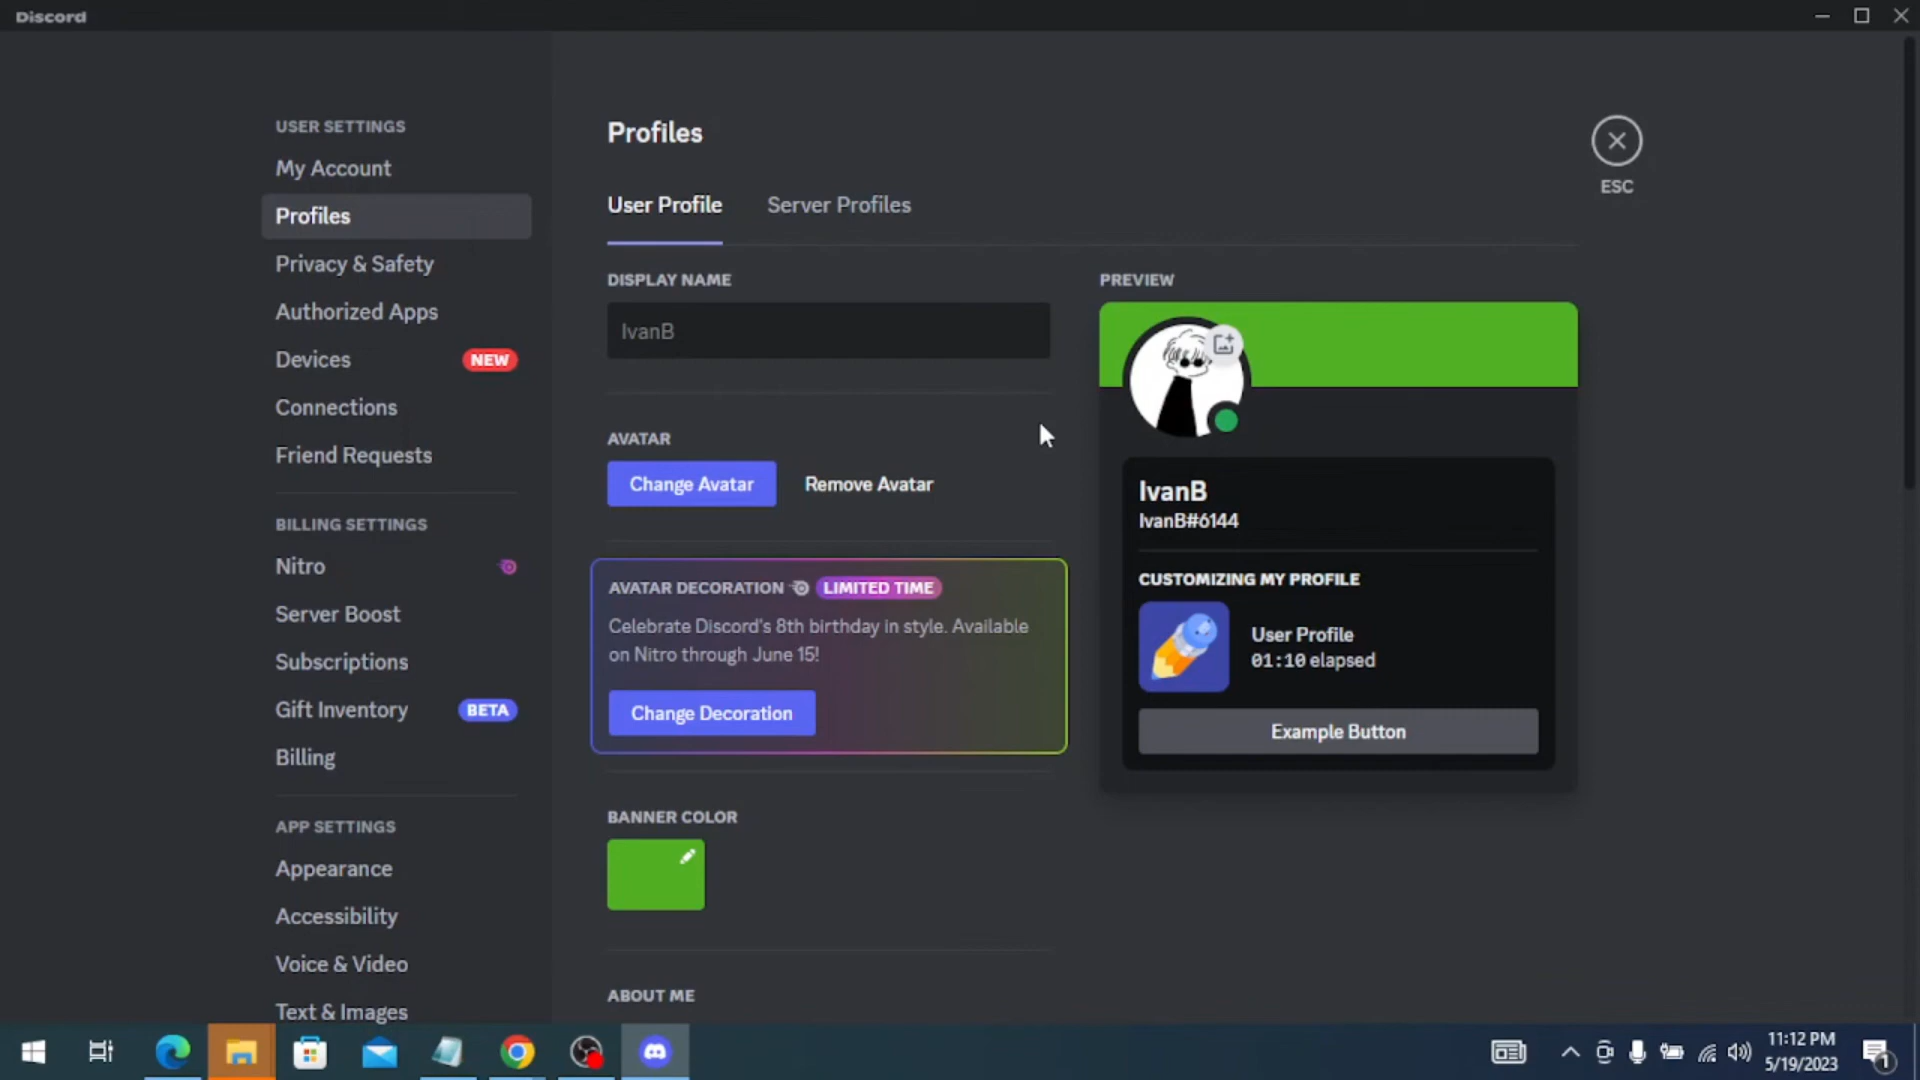 Discord
USER SETTINGS
My Account
Profiles
Privacy & Safety
Authorized Apps
Devices NEW
Connections
Friend Requests
BILLING SETTINGS
Nitro
Server Boost
Subscriptions
Gift Inventory BETA
Billing
APP SETTINGS
Appearance
Accessibility
Voice & Video
Text & Images
Profiles
User Profile Server Profiles
DISPLAY NAME
IvanB
AVATAR
Change Avatar Remove Avatar
AVATAR DECORATION LIMITED TIME
Celebrate Discord's 8th birthday in style. Available
on Nitro through June 15!
Change Decoration
BANNER COLOR
ABOUT ME
PREVIEW
IvanB
IvanB#6144
CUSTOMIZING MY PROFILE
User Profile
01:10 elapsed
Example Button
ESC
11:12 PM
5/19/2023
1